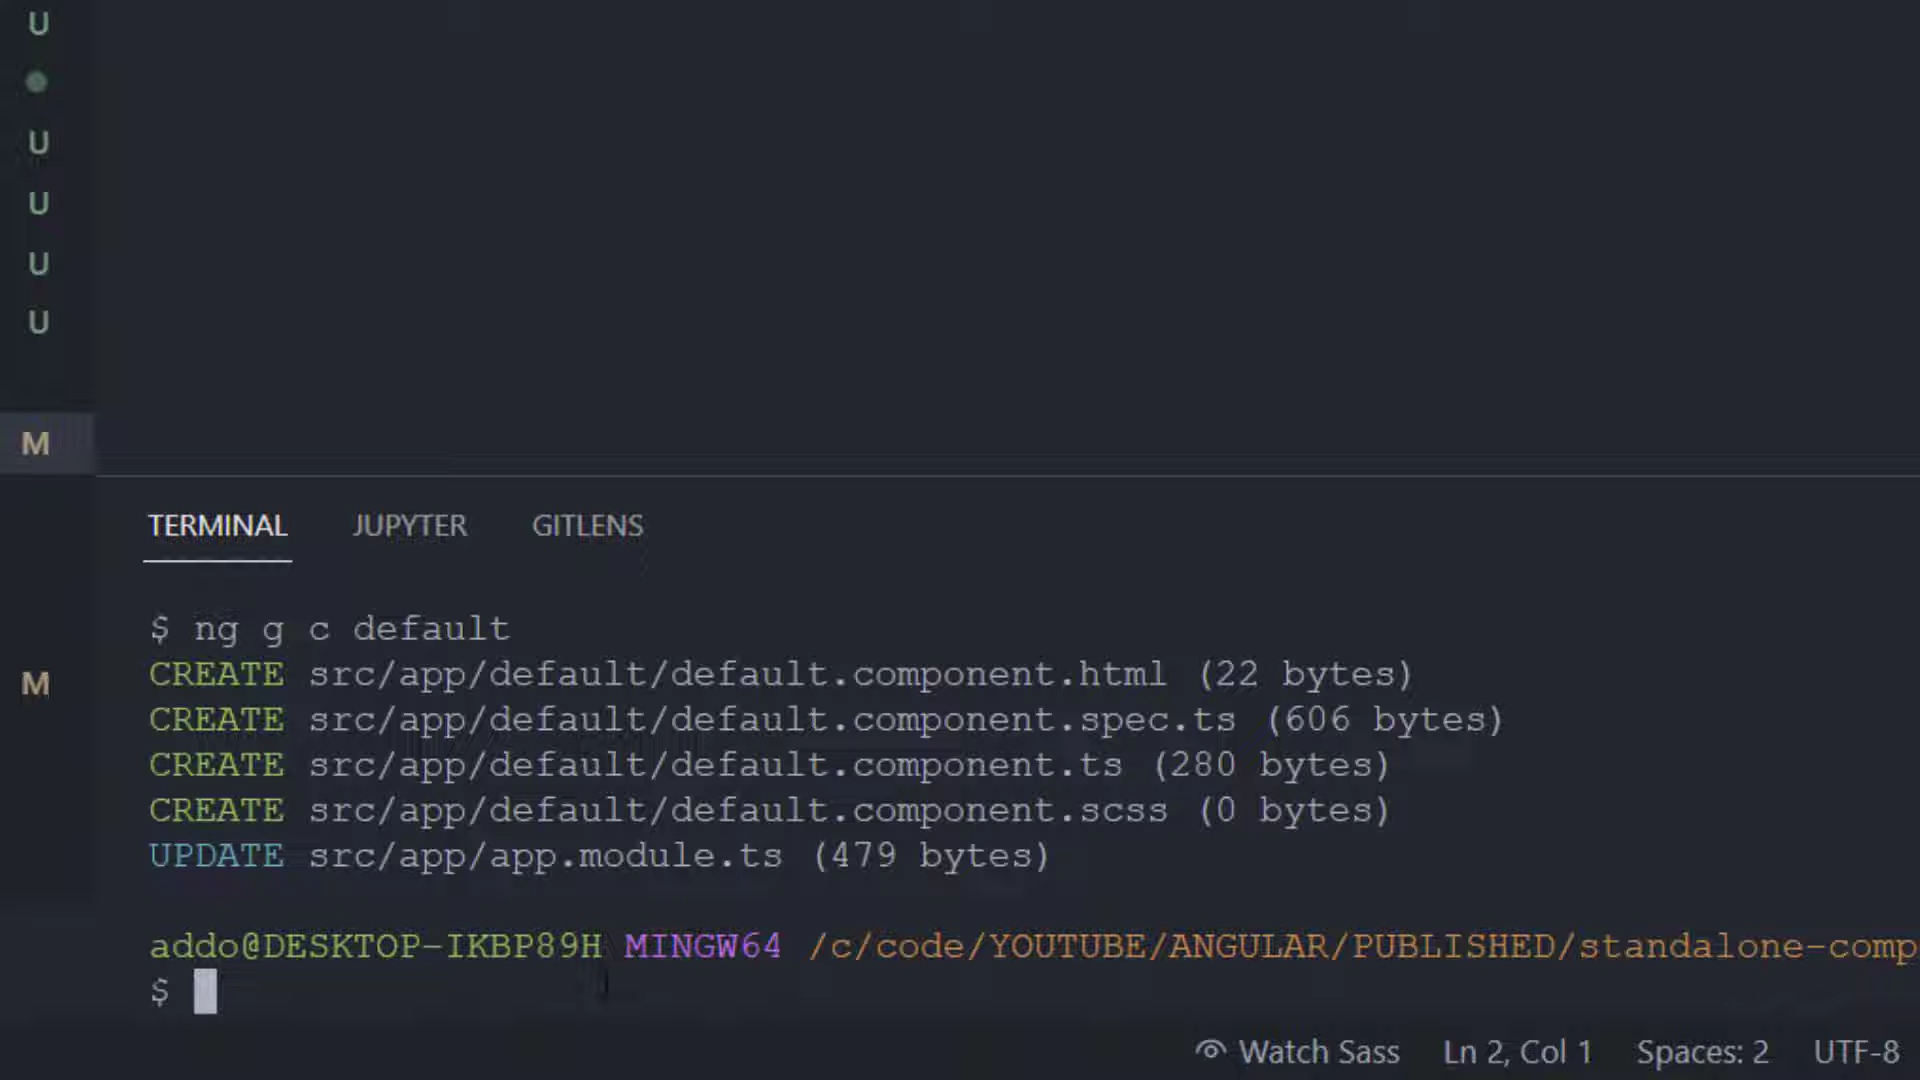 U
U
U
U
U
M
M
TERMINAL JUPYTER GITLENS
$ ng g c default
CREATE src/app/default/default.component.html (22 bytes)
CREATE src/app/default/default.component.spec.ts (606 bytes)
CREATE src/app/default/default.component.ts (280 bytes)
CREATE src/app/default/default.component.scss (0 bytes)
UPDATE src/app/app.module.ts (479 bytes)
addo@DESKTOP-IKBP89H MINGW64 /c/code/YOUTUBE/ANGULAR/PUBLISHED/standalone-comp
$
Watch Sass Ln 2, Col 1 Spaces: 2 UTF-8